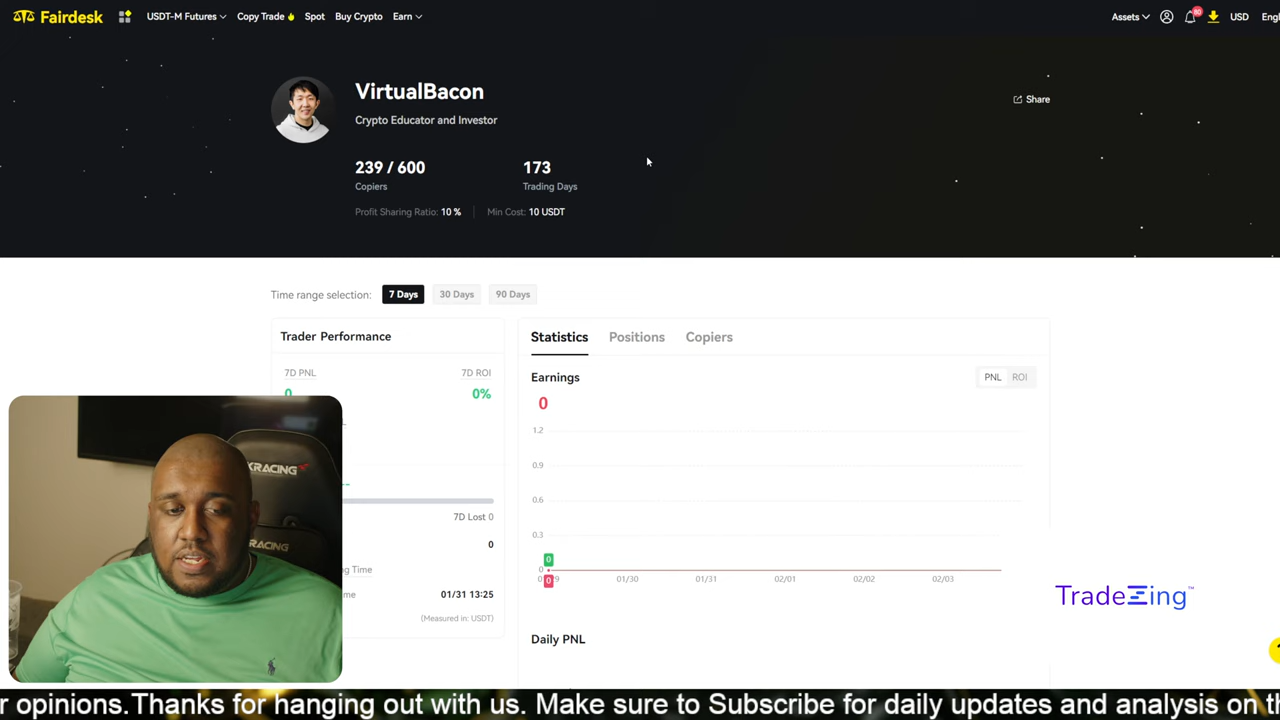 Fairdesk
USDT-M Futures
Copy Trade
Spot
Buy Crypto
Earn
Assets
80
USD
VirtualBacon
Share
Crypto Educator and Investor
239 / 600
173
Copiers
Trading Days
Profit Sharing Ratio: 10 %
Min Cost: 10 USDT
Time range selection:
7 Days
30 Days
90 Days
Trader Performance
Statistics
Positions
Copiers
7D PNL
7D ROI
0
0%
Earnings
PNL
ROI
0
1.2
0.9
0.6
0.3
0
0
0
01/30
01/31
02/01
02/02
02/03
7D Lost 0
0
01/31 13:25
(Measured in: USDT)
Daily PNL
KRACING
RACING
TradeZing™
r opinions.Thanks for hanging out with us. Make sure to Subscribe for daily updates and analysis on